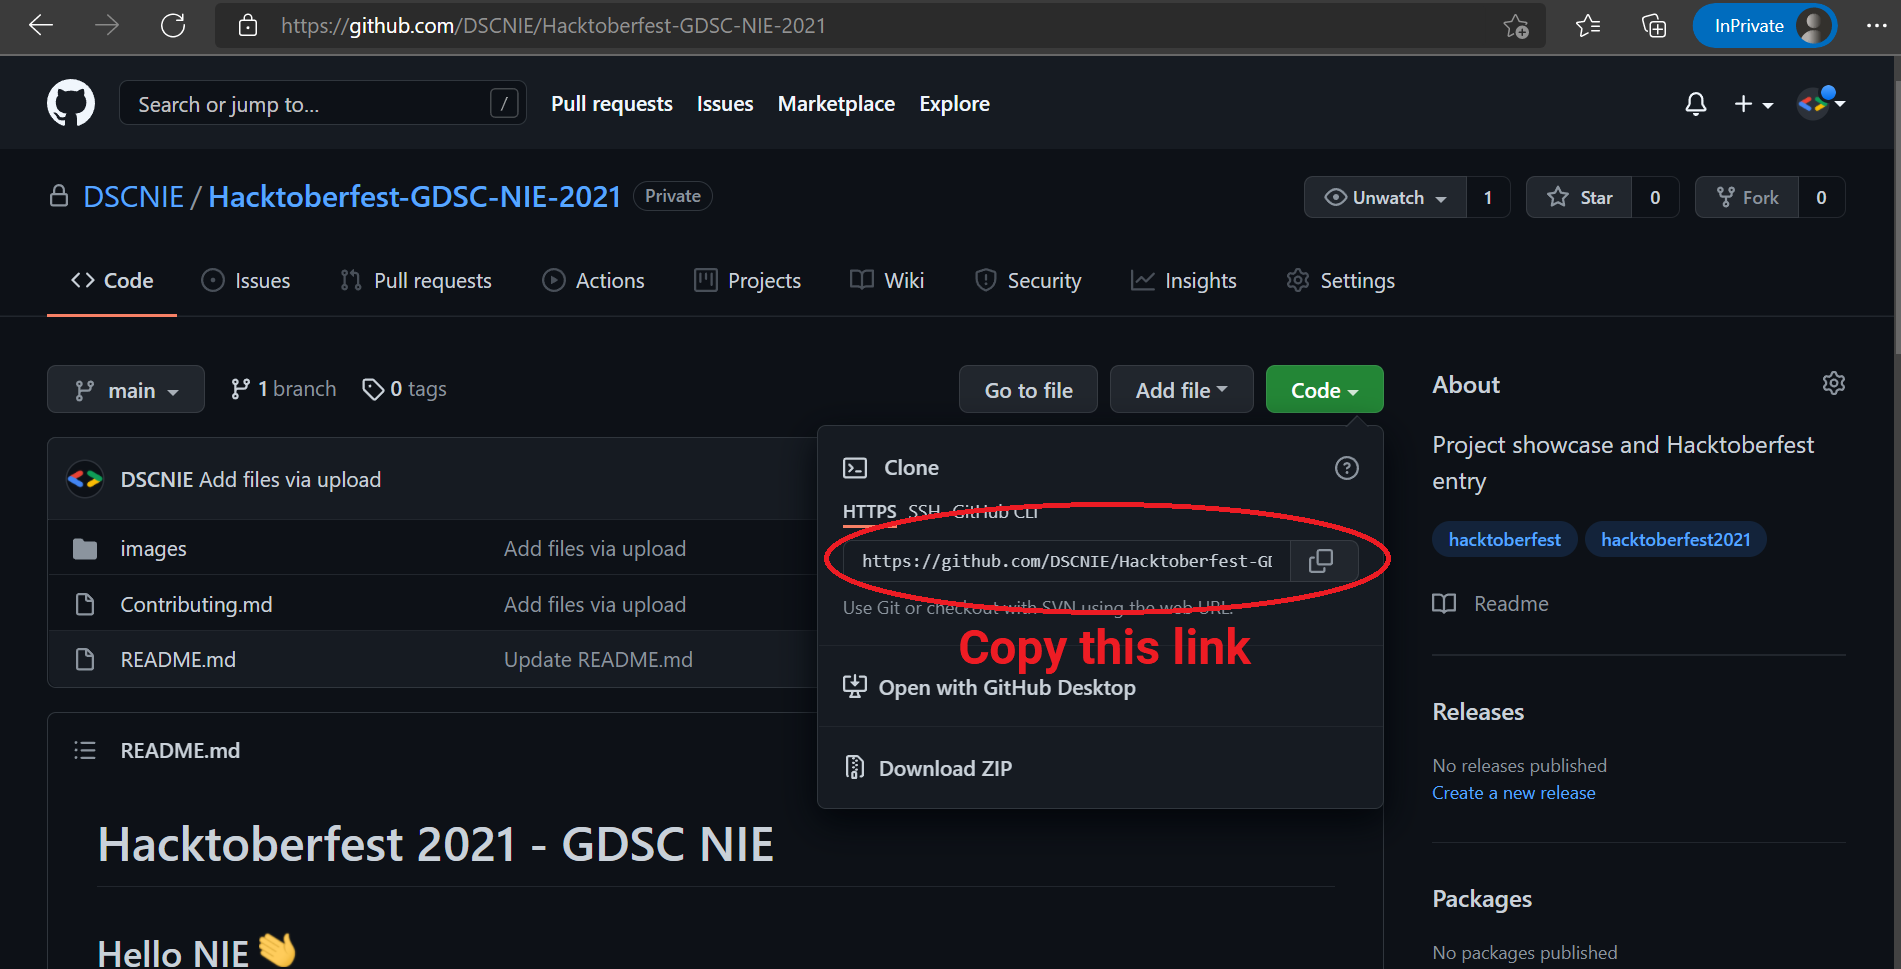 https://github.com/DSCNIE/Hacktoberfest-GDSC-NIE-2021
InPrivate
Search or jump to...
/
Pull requests
Issues
Marketplace
Explore
DSCNIE / Hacktoberfest-GDSC-NIE-2021
Private
Unwatch 1
Star 0
Fork 0
Code
Issues
Pull requests
Actions
Projects
Wiki
Security
Insights
Settings
main
1 branch
0 tags
Go to file
Add file
Code
DSCNIE Add files via upload
images
Add files via upload
Contributing.md
Add files via upload
README.md
Update README.md
Clone
HTTPS
SSH
GitHub CLI
https://github.com/DSCNIE/Hacktoberfest-GD
Use Git or checkout with SVN using the web URL.
Copy this link
Open with GitHub Desktop
Download ZIP
README.md
Hacktoberfest 2021 - GDSC NIE
Hello NIE 👋
About
Project showcase and Hacktoberfest
entry
hacktoberfest
hacktoberfest2021
Readme
Releases
No releases published
Create a new release
Packages
No packages published